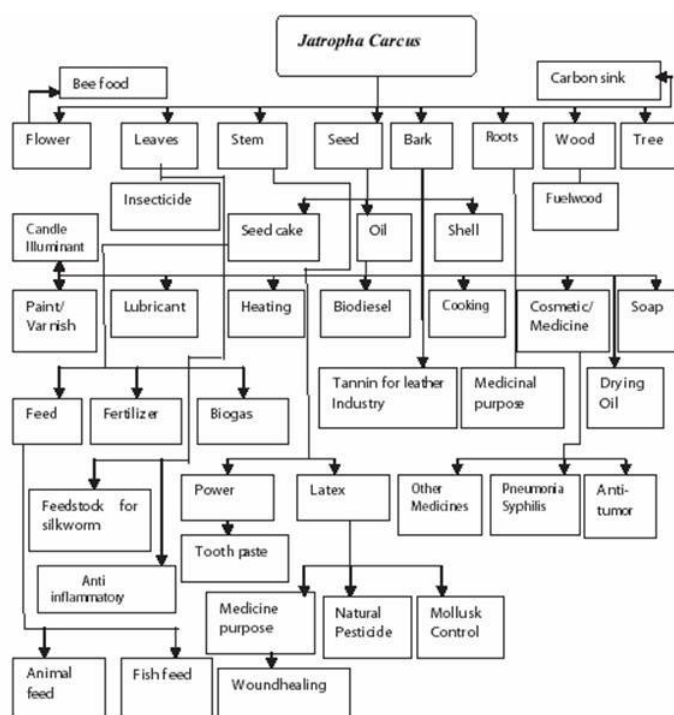 Jatropha Carcus
Bee food
Carbon sink
Flower
Leaves
Stem
Seed
Bark
Roots
Wood
Tree
Insecticide
Fuelwood
Candle
Illuminant
Seed cake
Oil
Shell
Paint/
Varnish
Lubricant
Heating
Biodiesel
Cooking
Cosmetic/
Medicine
Soap
Feed
Fertilizer
Biogas
Tannin for leather
Industry
Medicinal
purpose
Drying
Oil
Feedstock for
silkworm
Power
Latex
Other
Medicines
Pneumonia
Syphilis
Anti-
tumor
Tooth paste
Anti
inflammatory
Medicine
purpose
Natural
Pesticide
Mollusk
Control
Animal
feed
Fish feed
Woundhealing